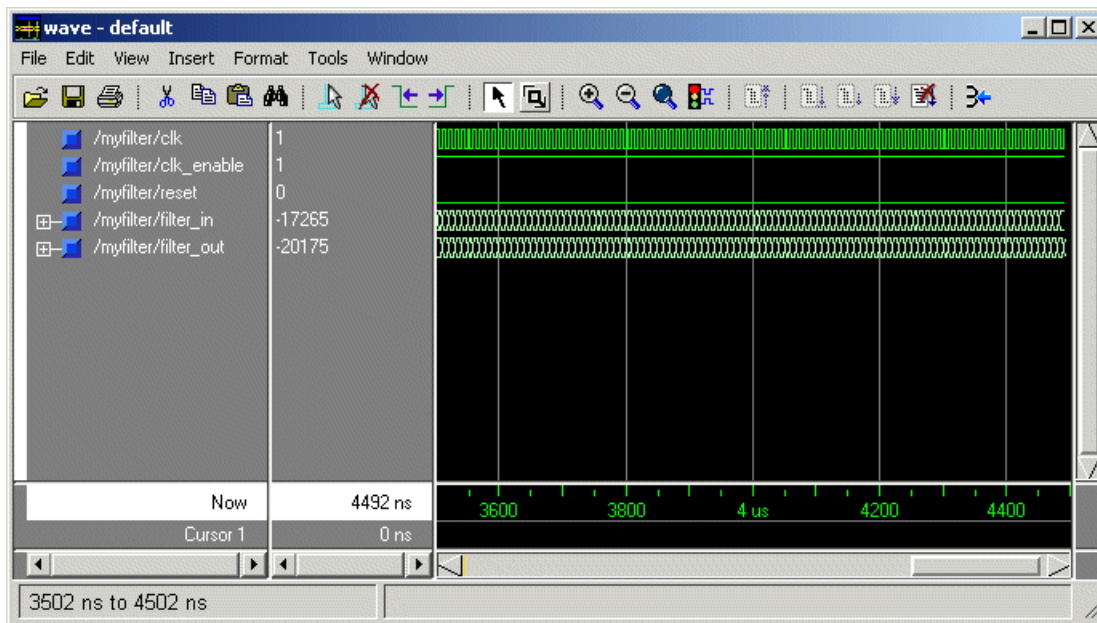 wave - default
File Edit View Insert Format Tools Window
/myfilter/clk 1
/myfilter/clk_enable 1
/myfilter/reset 0
/myfilter/filter_in -17265
/myfilter/filter_out -20175
Now 4492 ns 3600 3800 4 us 4200 4400
Cursor 1 0 ns
3502 ns to 4502 ns